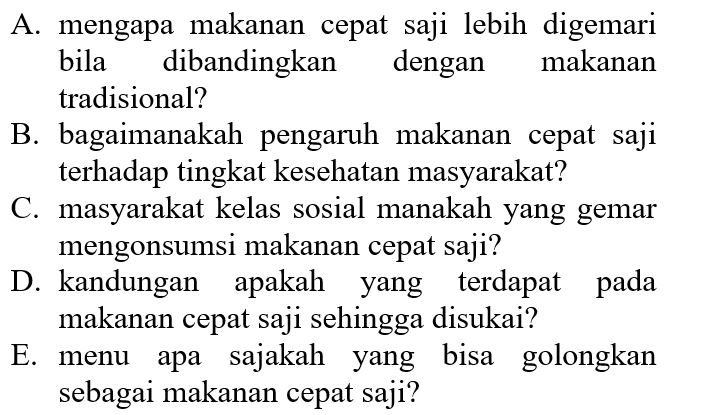 A. mengapa makanan cepat saji lebih digemari
bila dibandingkan dengan makanan
tradisional?
B. bagaimanakah pengaruh makanan cepat saji
terhadap tingkat kesehatan masyarakat?
C. masyarakat kelas sosial manakah yang gemar
mengonsumsi makanan cepat saji?
D. kandungan apakah yang terdapat pada
makanan cepat saji sehingga disukai?
E. menu apa sajakah yang bisa golongkan
sebagai makanan cepat saji?